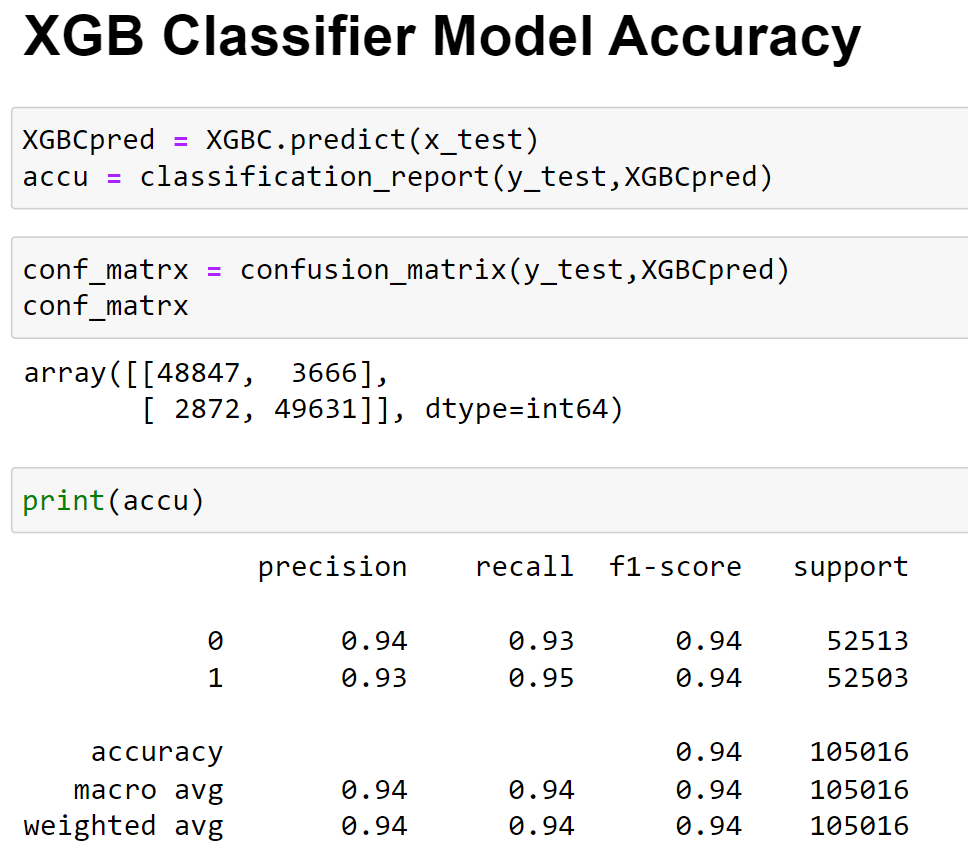 XGB Classifier Model Accuracy
XGBCpred = XGBC.predict(x_test)
accu = classification_report(y_test,XGBCpred)
conf_matrx = confusion_matrix(y_test,XGBCpred)
conf_matrx
array([[48847,  3666],
       [ 2872, 49631]], dtype=int64)
print(accu)
              precision    recall  f1-score   support
           0       0.94      0.93      0.94     52513
           1       0.93      0.95      0.94     52503
    accuracy                           0.94    105016
   macro avg       0.94      0.94      0.94    105016
weighted avg       0.94      0.94      0.94    105016